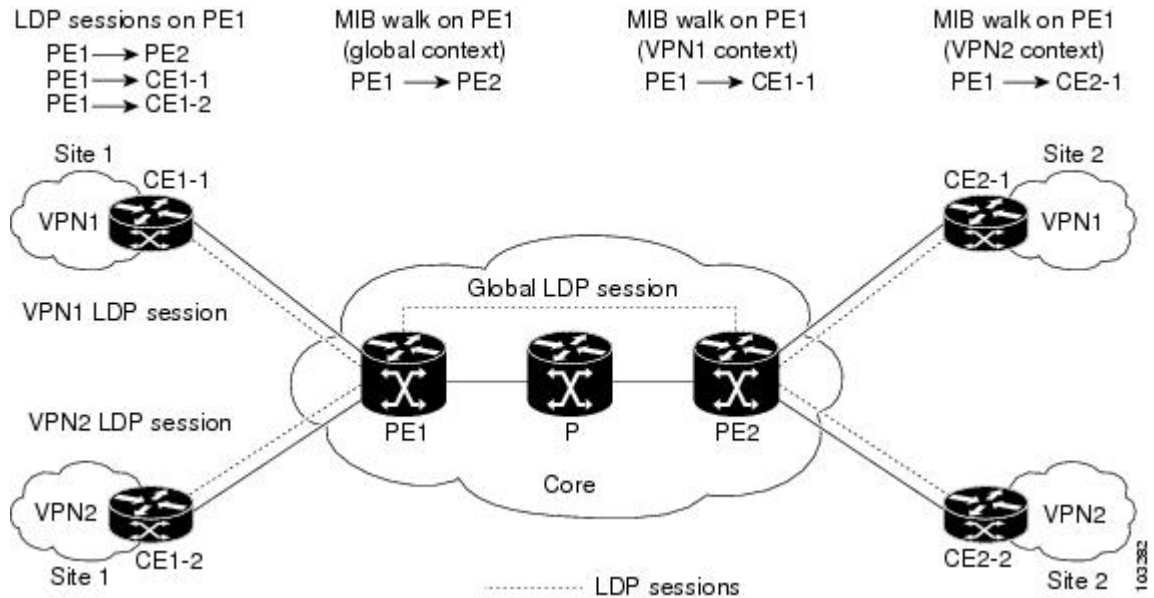 LDP sessions on PE1
PE1 → PE2
PE1 → CE1-1
PE1 → CE1-2
MIB walk on PE1
(global context)
PE1 → PE2
MIB walk on PE1
(VPN1 context)
PE1 → CE1-1
MIB walk on PE1
(VPN2 context)
PE1 → CE2-1
Site 1
CE1-1
VPN1
VPN1 LDP session
CE2-1
Site 2
VPN1
Global LDP session
PE1
P
PE2
Core
VPN2 LDP session
VPN2
CE1-2
Site 1
VPN2
CE2-2
Site 2
LDP sessions
103282